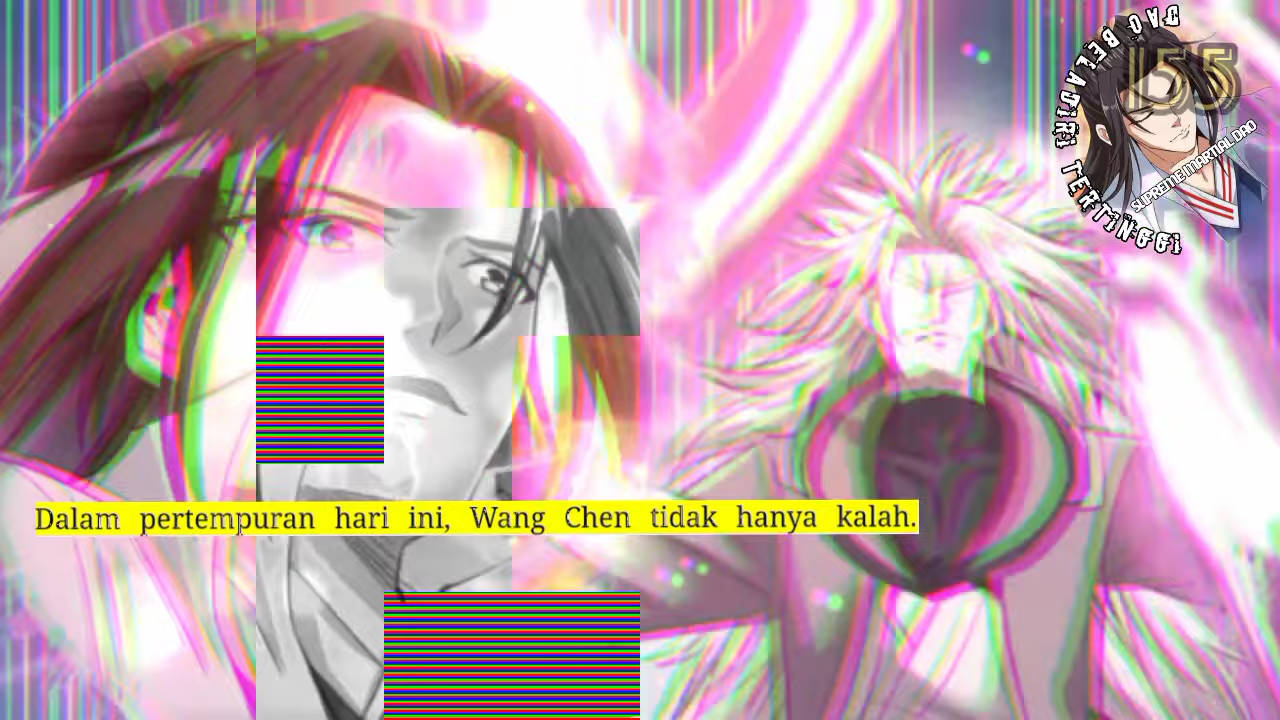 DAO BELADIRI TERTINGGI
155
SUPREME MARTIAL DAO
Dalam pertempuran hari ini, Wang Chen tidak hanya kalah.